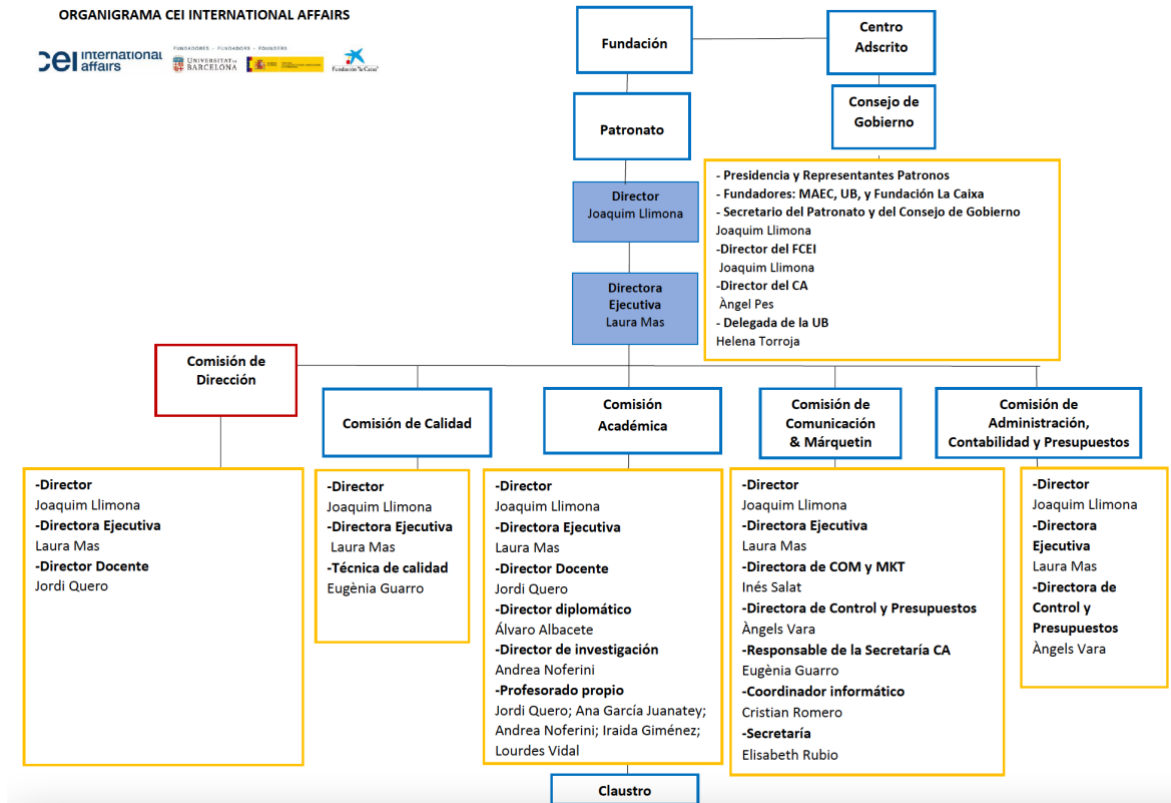 ORGANIGRAMA CEI INTERNATIONAL AFFAIRS
cei international
affairs
FUNDADORES - FUNDADORS - FOUNDERS
UNIVERSITAT DE
BARCELONA
Fundación "la Caixa"
Fundación
Centro
Adscrito
Patronato
Consejo de
Gobierno
Director
Joaquim Llimona
Directora
Ejecutiva
Laura Mas
- Presidencia y Representantes Patronos
- Fundadores: MAEC, UB, y Fundación La Caixa
- Secretario del Patronato y del Consejo de Gobierno
Joaquim Llimona
-Director del FCEI
Joaquim Llimona
-Director del CA
Àngel Pes
- Delegada de la UB
Helena Torroja
Comisión de
Dirección
-Director
Joaquim Llimona
-Directora Ejecutiva
Laura Mas
-Director Docente
Jordi Quero
Comisión de Calidad
-Director
Joaquim Llimona
-Directora Ejecutiva
Laura Mas
-Técnica de calidad
Eugènia Guarro
Comisión
Académica
-Director
Joaquim Llimona
-Directora Ejecutiva
Laura Mas
-Director Docente
Jordi Quero
-Director diplomático
Álvaro Albacete
-Director de investigación
Andrea Noferini
-Profesorado propio
Jordi Quero; Ana García Juanatey;
Andrea Noferini; Iraida Giménez;
Lourdes Vidal
Claustro
Comisión de
Comunicación
& Márquetin
-Director
Joaquim Llimona
-Directora Ejecutiva
Laura Mas
-Directora de COM y MKT
Inés Salat
-Directora de Control y Presupuestos
Àngels Vara
-Responsable de la Secretaría CA
Eugènia Guarro
-Coordinador informático
Cristian Romero
-Secretaría
Elisabeth Rubio
Comisión de
Administración,
Contabilidad y Presupuestos
-Director
Joaquim Llimona
-Directora
Ejecutiva
Laura Mas
-Directora de
Control y
Presupuestos
Àngels Vara